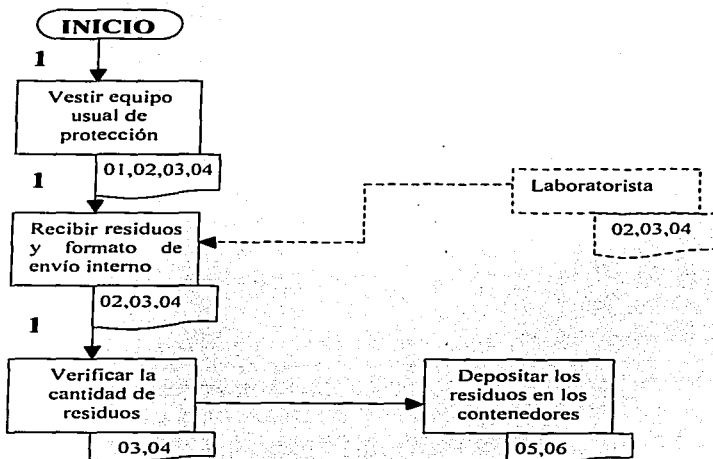 INICIO
1
Vestir equipo
usual de
protección
01,02,03,04
1
Laboratorista
02,03,04
Recibir residuos
y formato de
envío interno
02,03,04
1
Verificar la
cantidad de
residuos
03,04
Depositar los
residuos en los
contenedores
05,06